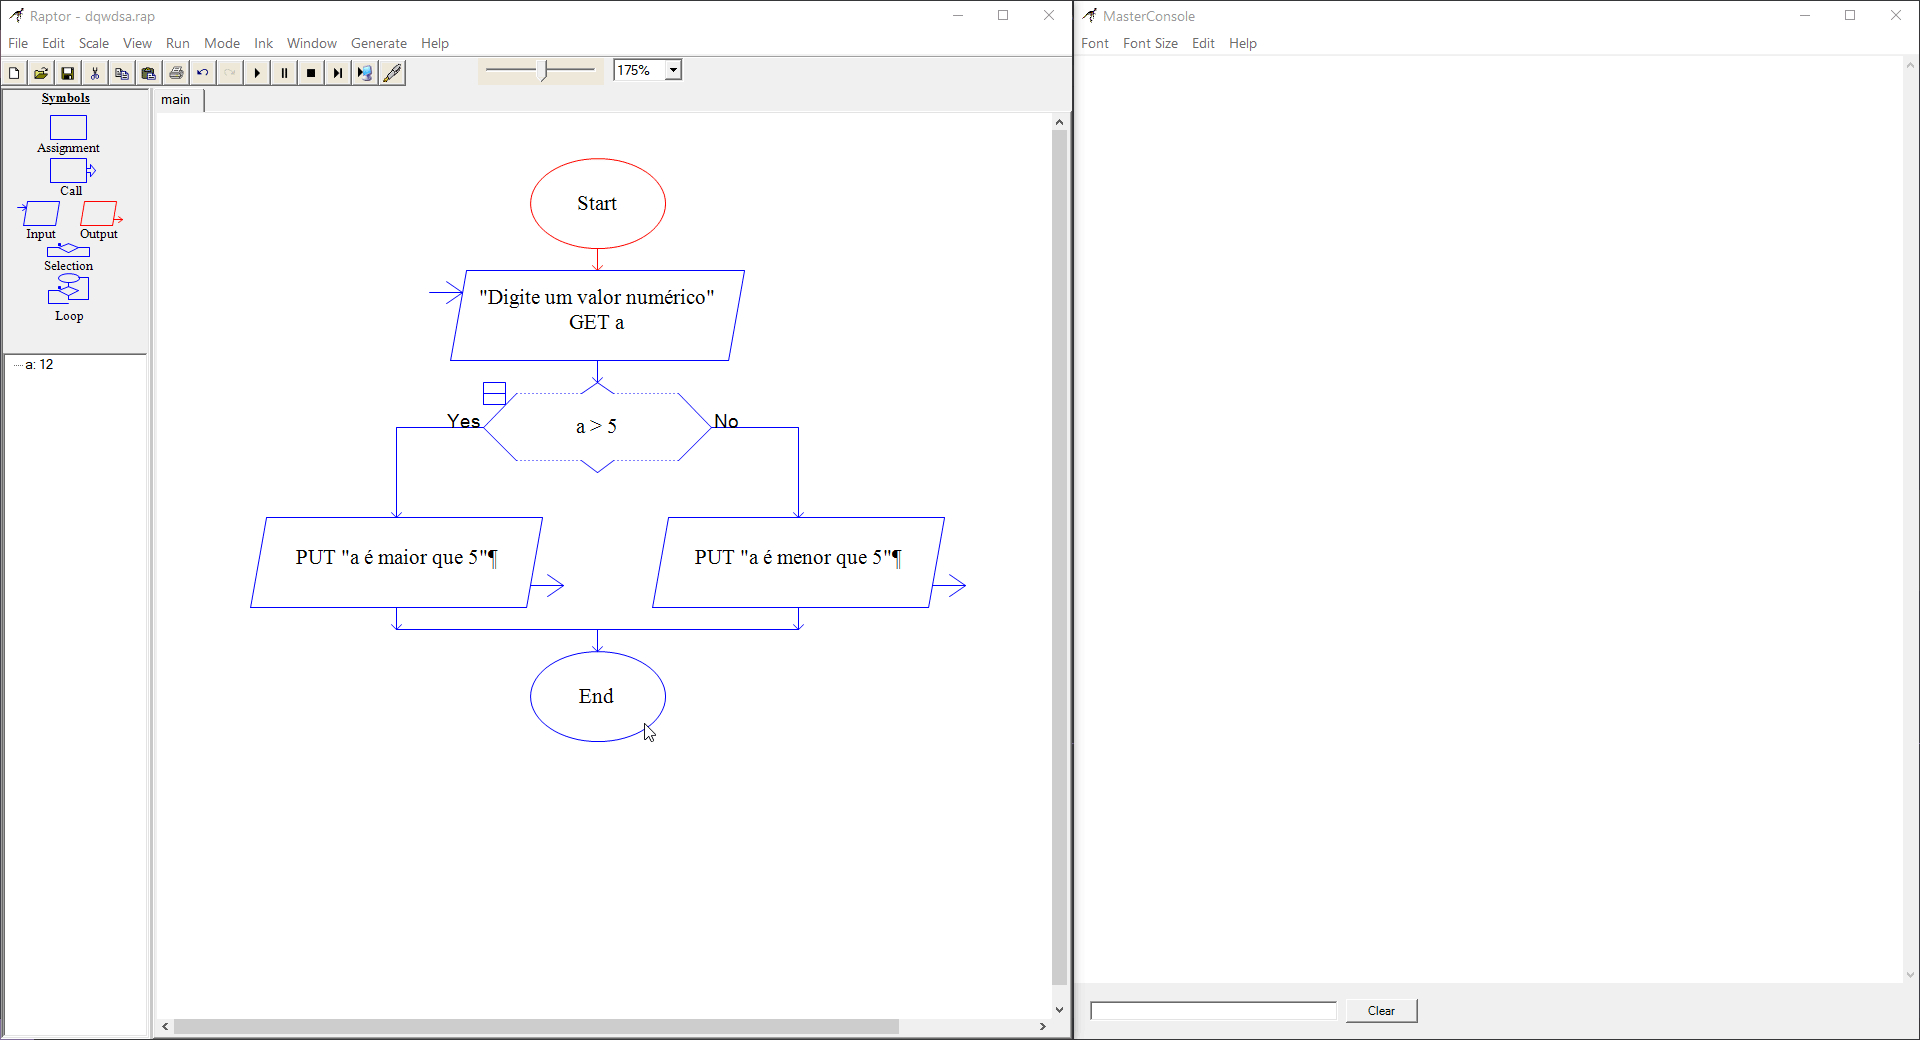 Raptor - dqwdsa.rap
File Edit Scale View Run Mode Ink Window Generate Help
175%
Symbols
Assignment
Call
Input Output
Selection
Loop
a: 12
main
Start
"Digite um valor numérico"
GET a
Yes a > 5 No
PUT "a é maior que 5"¶
PUT "a é menor que 5"¶
End
MasterConsole
Font Font Size Edit Help
Clear